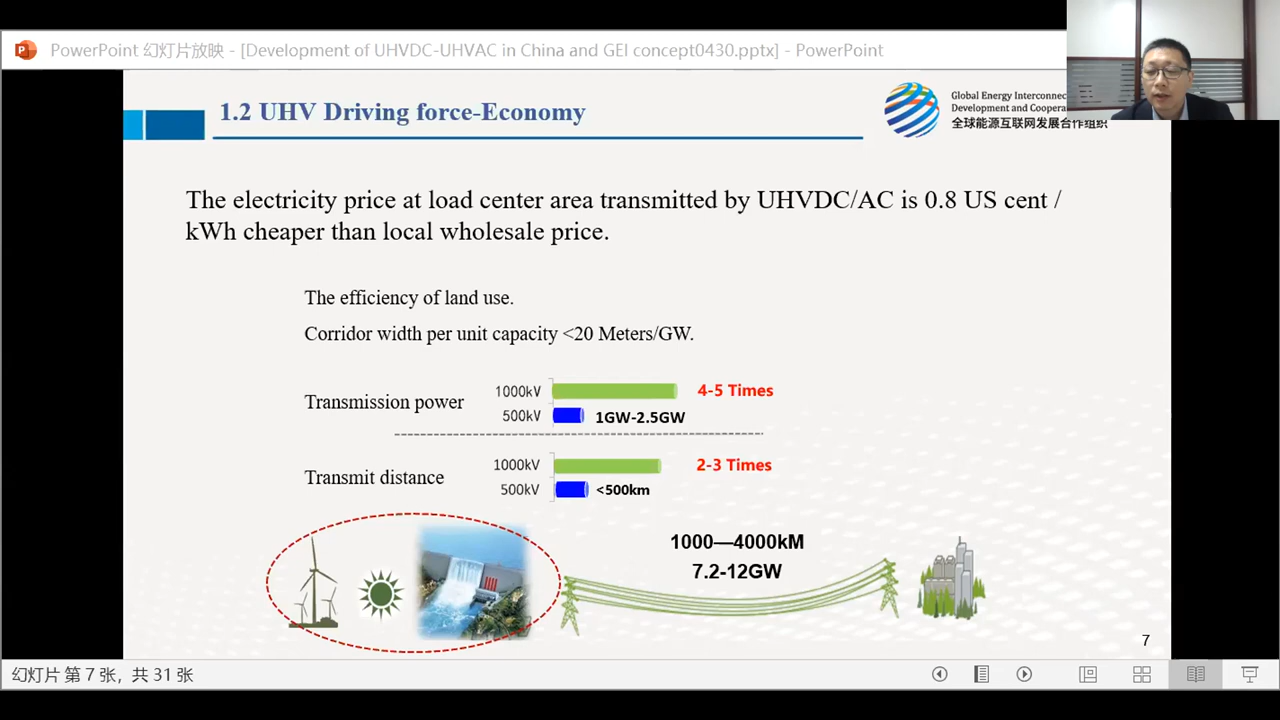 PowerPoint 幻灯片放映 - [Development of UHVDC-UHVAC in China and GEI concept0430.pptx] - PowerPoint
1.2 UHV Driving force-Economy
Global Energy
Development and
全球能源互联网发展合作组织
The electricity price at load center area transmitted by UHVDC/AC is 0.8 US cent /
kWh cheaper than local wholesale price.
The efficiency of land use.
Corridor width per unit capacity <20 Meters/GW.
Transmission power
1000kV
4-5 Times
500kV
1GW-2.5GW
Transmit distance
1000kV
2-3 Times
500kV
<500km
1000—4000kM
7.2-12GW
7
幻灯片 第 7 张，共 31 张